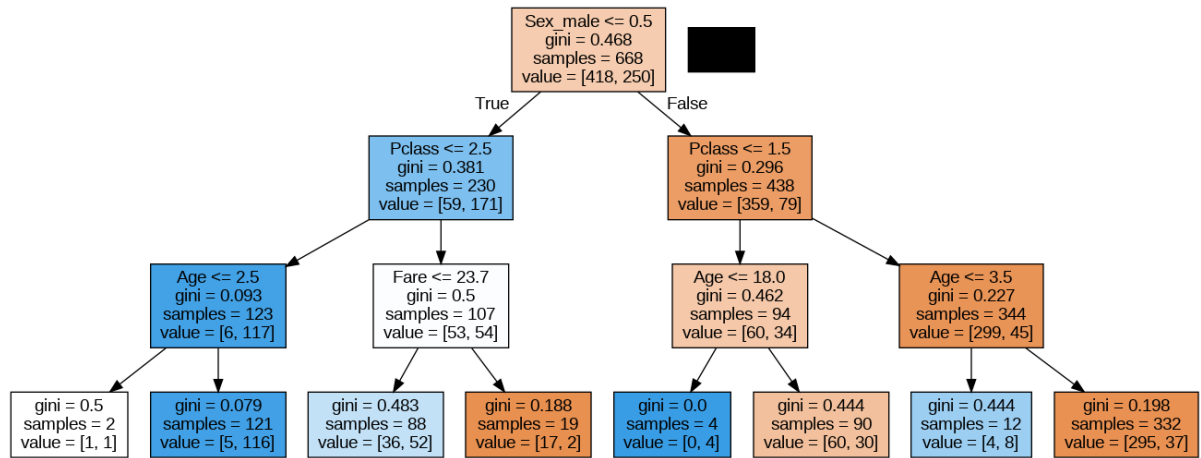 Sex_male <= 0.5
gini = 0.468
samples = 668
value = [418, 250]
True
False
Pclass <= 2.5
gini = 0.381
samples = 230
value = [59, 171]
Pclass <= 1.5
gini = 0.296
samples = 438
value = [359, 79]
Age <= 2.5
gini = 0.093
samples = 123
value = [6, 117]
Fare <= 23.7
gini = 0.5
samples = 107
value = [53, 54]
Age <= 18.0
gini = 0.462
samples = 94
value = [60, 34]
Age <= 3.5
gini = 0.227
samples = 344
value = [299, 45]
gini = 0.5
samples = 2
value = [1, 1]
gini = 0.079
samples = 121
value = [5, 116]
gini = 0.483
samples = 88
value = [36, 52]
gini = 0.188
samples = 19
value = [17, 2]
gini = 0.0
samples = 4
value = [0, 4]
gini = 0.444
samples = 90
value = [60, 30]
gini = 0.444
samples = 12
value = [4, 8]
gini = 0.198
samples = 332
value = [295, 37]